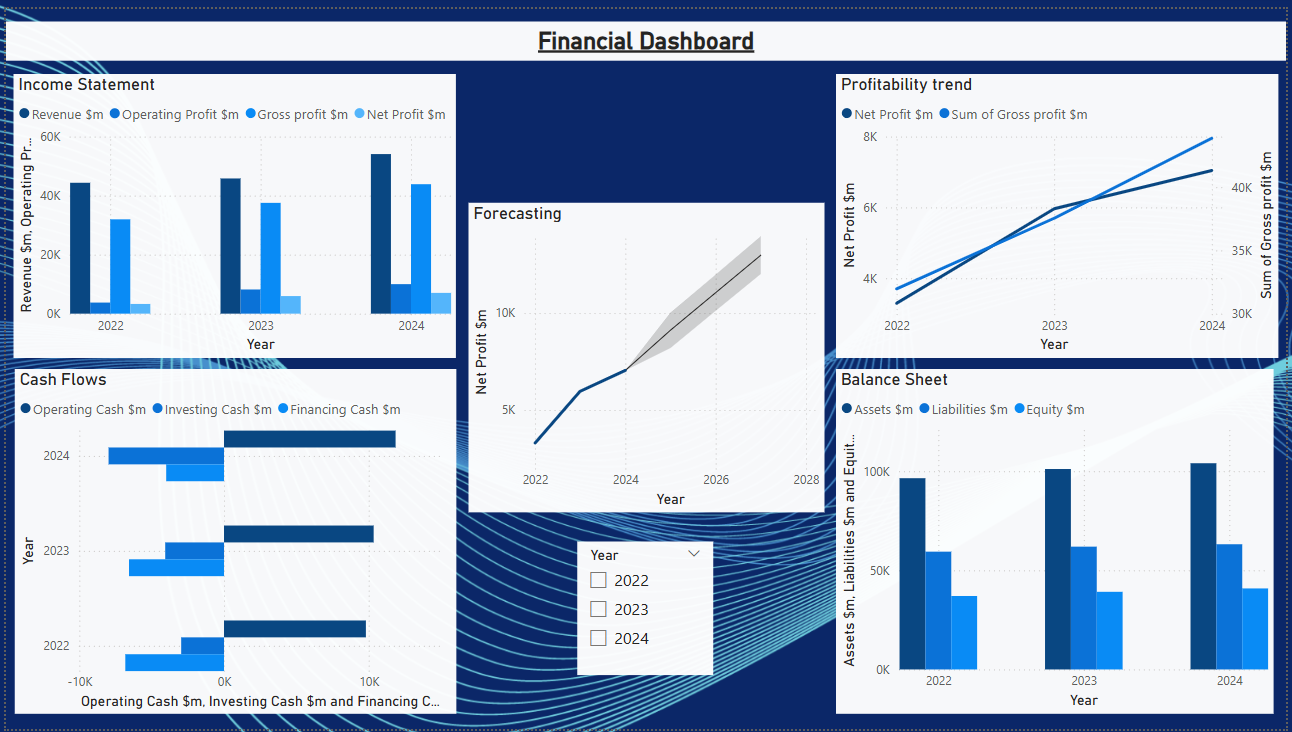 Financial Dashboard
Income Statement
Revenue $m Operating Profit $m Gross profit $m Net Profit $m
Revenue $m, Operating Pr...
60K
40K
20K
0K
2022 2023 2024
Year
Forecasting
Net Profit $m
10K
5K
2022 2024 2026 2028
Year
Profitability trend
Net Profit $m Sum of Gross profit $m
Net Profit $m
8K
6K
4K
40K
35K
30K
Sum of Gross profit $m
2022 2023 2024
Year
Cash Flows
Operating Cash $m Investing Cash $m Financing Cash $m
Year
2024
2023
2022
-10K 0K 10K
Operating Cash $m, Investing Cash $m and Financing C...
Year
2022
2023
2024
Balance Sheet
Assets $m Liabilities $m Equity $m
Assets $m, Liabilities $m and Equit...
100K
50K
0K
2022 2023 2024
Year